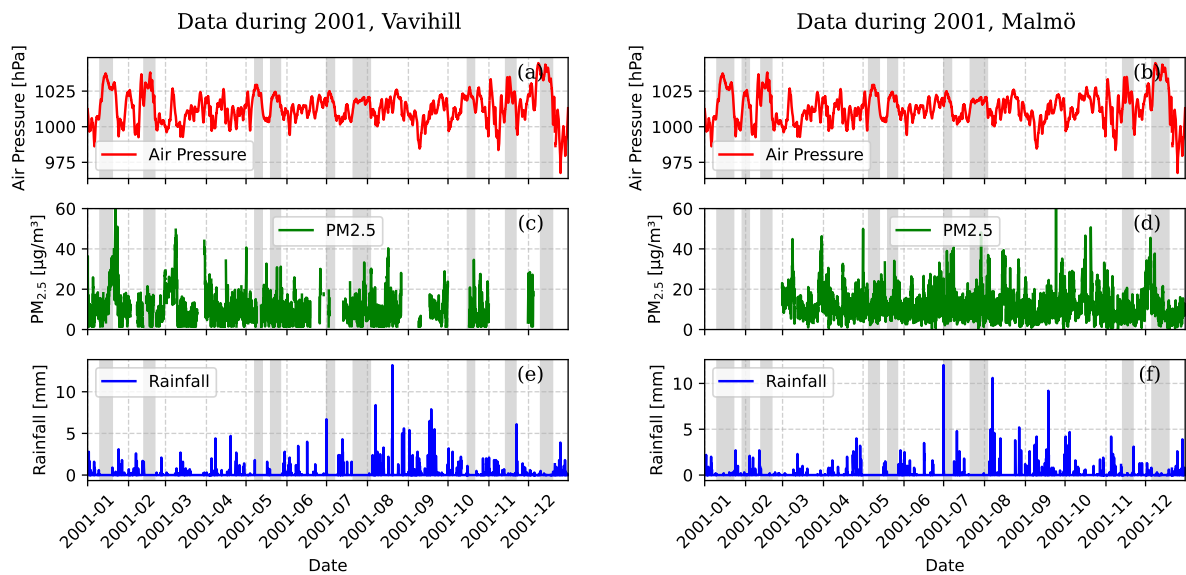 Data during 2001, Vavihill
Data during 2001, Malmö
Air Pressure [hPa]
1025
1000
975
(a)
Air Pressure
Air Pressure [hPa]
1025
1000
975
(b)
Air Pressure
PM2.5 [µg/m³]
60
40
20
0
PM2.5
(c)
PM2.5 [µg/m³]
60
40
20
0
PM2.5
(d)
Rainfall [mm]
10
5
0
Rainfall
(e)
Rainfall [mm]
10
5
0
Rainfall
(f)
2001-01
2001-02
2001-03
2001-04
2001-05
2001-06
2001-07
2001-08
2001-09
2001-10
2001-11
2001-12
Date
2001-01
2001-02
2001-03
2001-04
2001-05
2001-06
2001-07
2001-08
2001-09
2001-10
2001-11
2001-12
Date